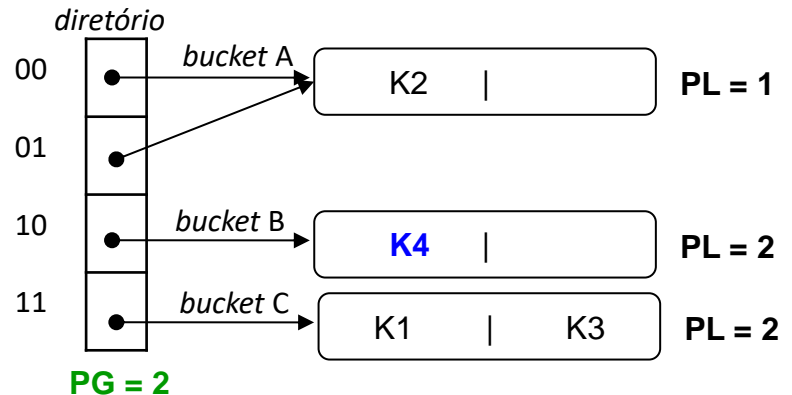 diretório
00 bucket A K2 | PL = 1
01
10 bucket B K4 | PL = 2
11 bucket C K1 | K3 PL = 2
PG = 2